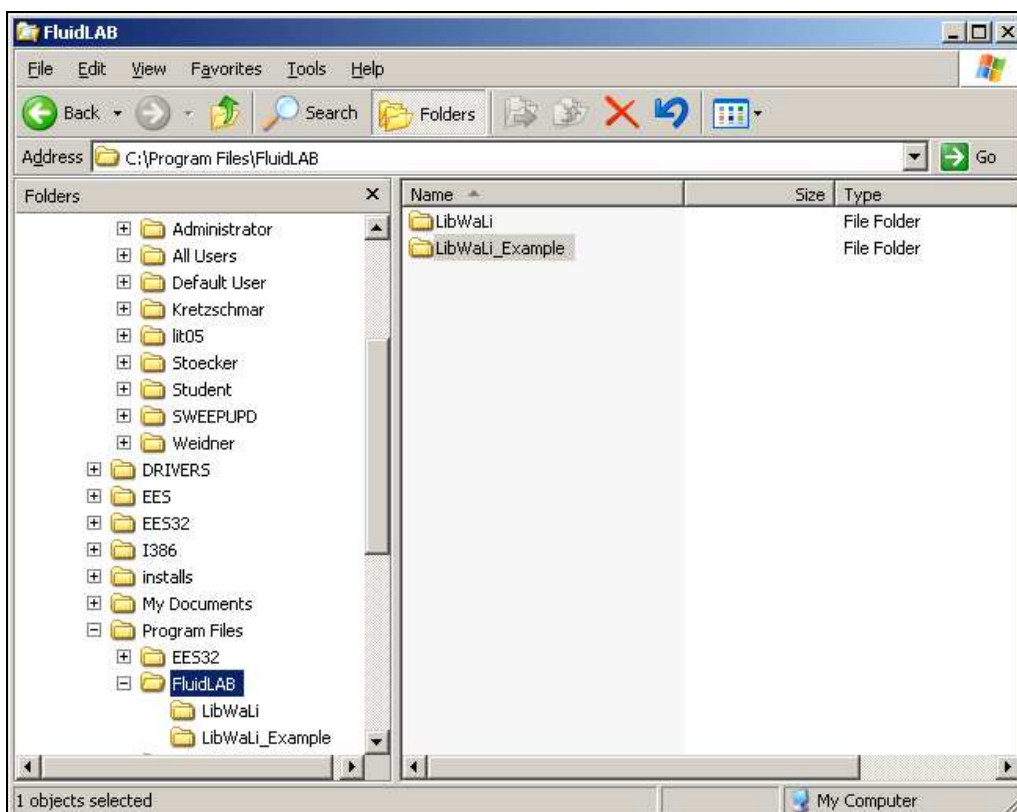 FluidLAB
File Edit View Favorites Tools Help
Back Search Folders
Address C:\Program Files\FluidLAB Go
Folders x Name Size Type
Administrator
All Users
Default User
Kretzschmar
lit05
Stoecker
Student
SWEEPUPD
Weidner
DRIVERS
EES
EES32
I386
installs
My Documents
Program Files
EES32
FluidLAB
LibWaLi
LibWaLi_Example
LibWaLi File Folder
LibWaLi_Example File Folder
1 objects selected My Computer